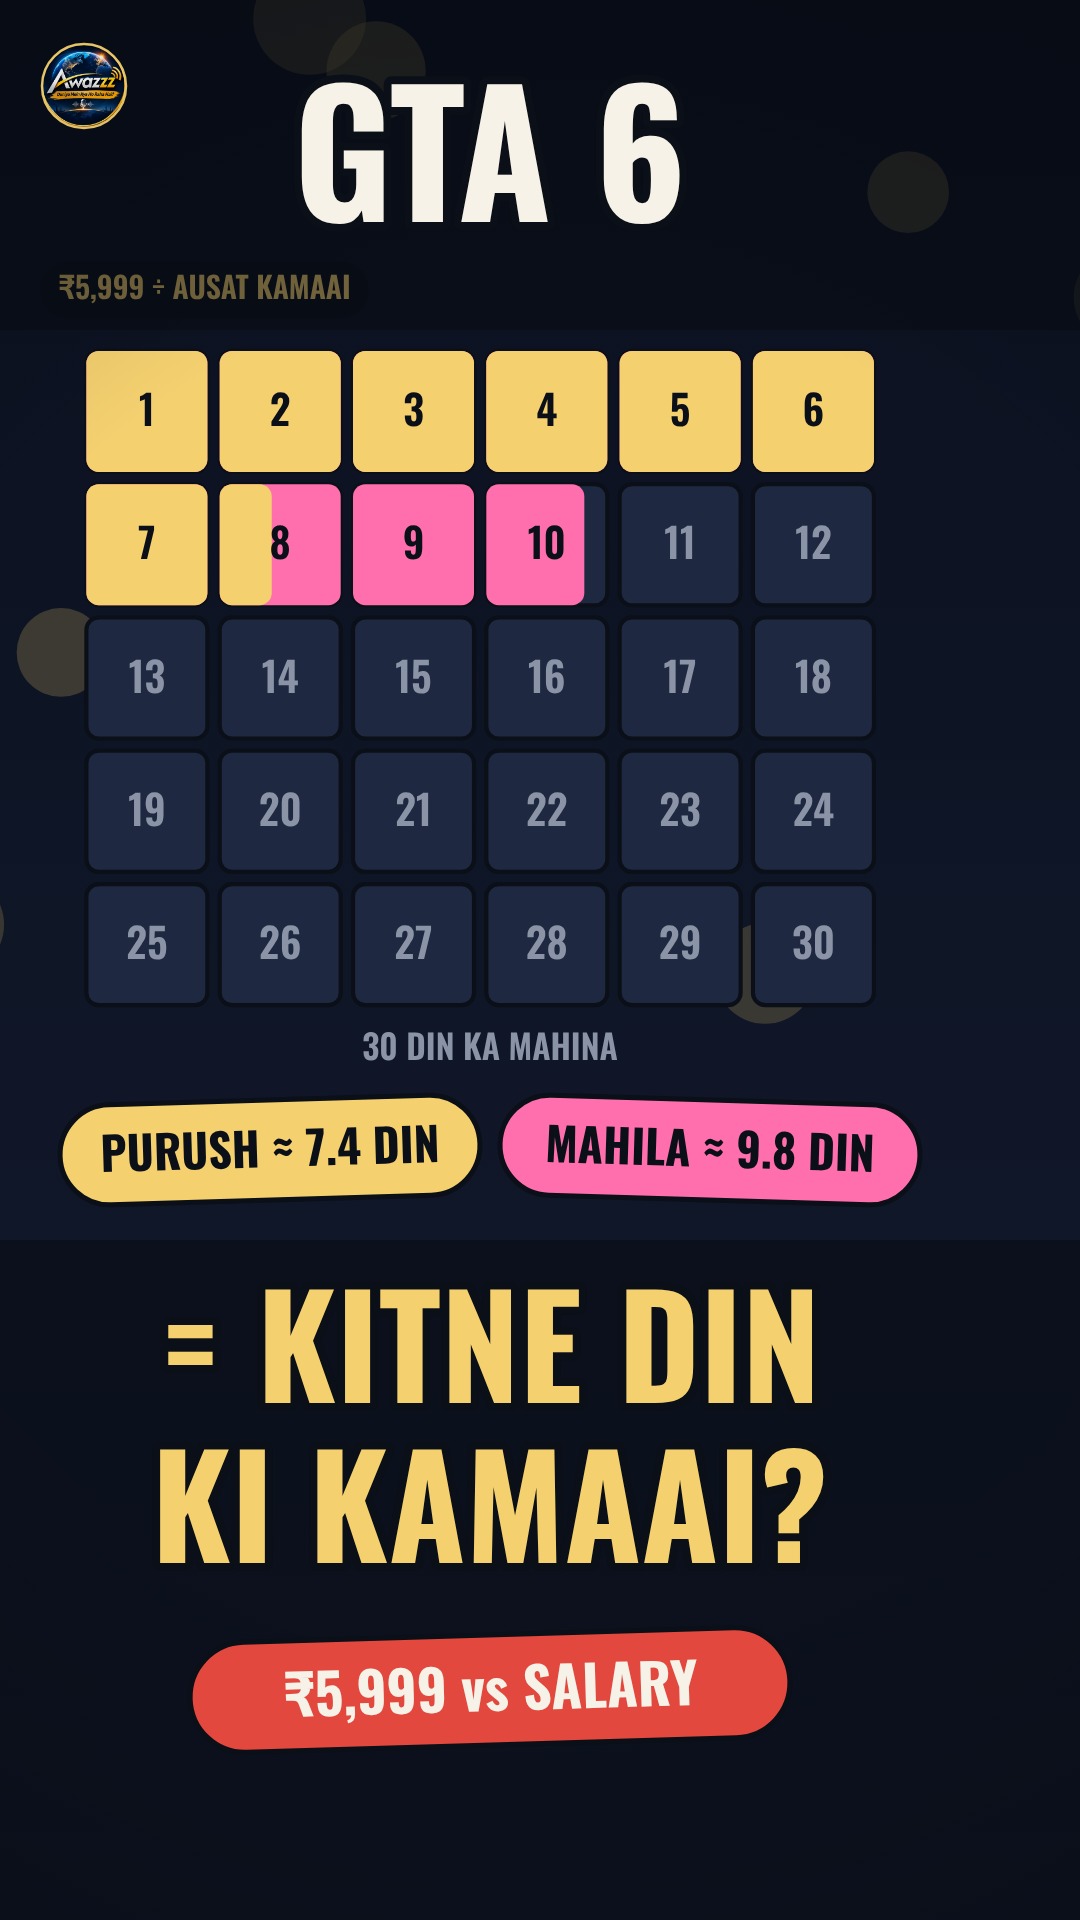 Awazzz
GTA 6
₹5,999 ÷ AUSAT KAMAAI
1 2 3 4 5 6
7 8 9 10 11 12
13 14 15 16 17 18
19 20 21 22 23 24
25 26 27 28 29 30
30 DIN KA MAHINA
PURUSH ≈ 7.4 DIN
MAHILA ≈ 9.8 DIN
= KITNE DIN
KI KAMAAI?
₹5,999 vs SALARY